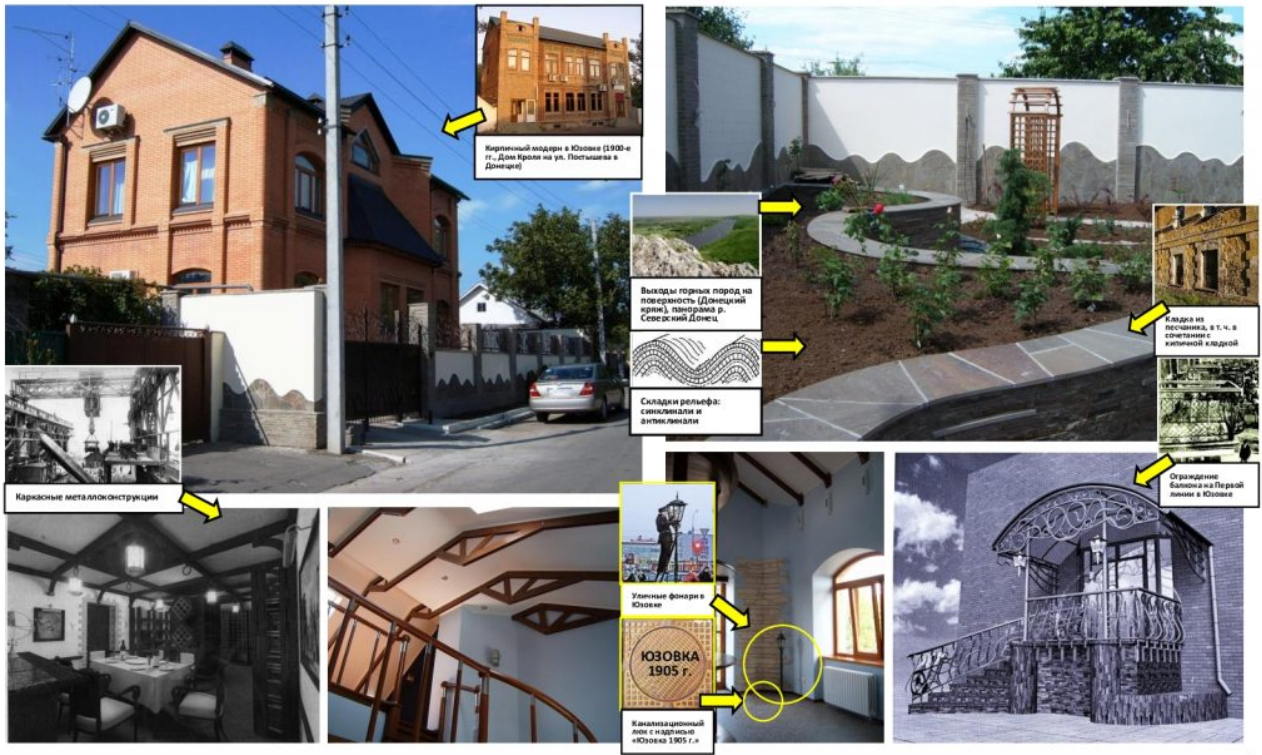 Кирпичный модерн в Юзовке (1900-е
гг., Дом Кроля на ул. Постышева в
Донецке)
Выходы горных пород на
поверхность (Донецкий
кряж), панорама р.
Северский Донец
Складки рельефа:
синклинали и
антиклинали
Кладка из
песчаника, в т. ч. в
сочетании с
кипичной кладкой
Каркасные металлоконструкции
Ограждение
балкона на Первой
линии в Юзовке
Уличные фонари в
Юзовке
ЮЗОВКА
1905 г.
Канализационный
люк с надписью
«Юзовка 1905 г.»